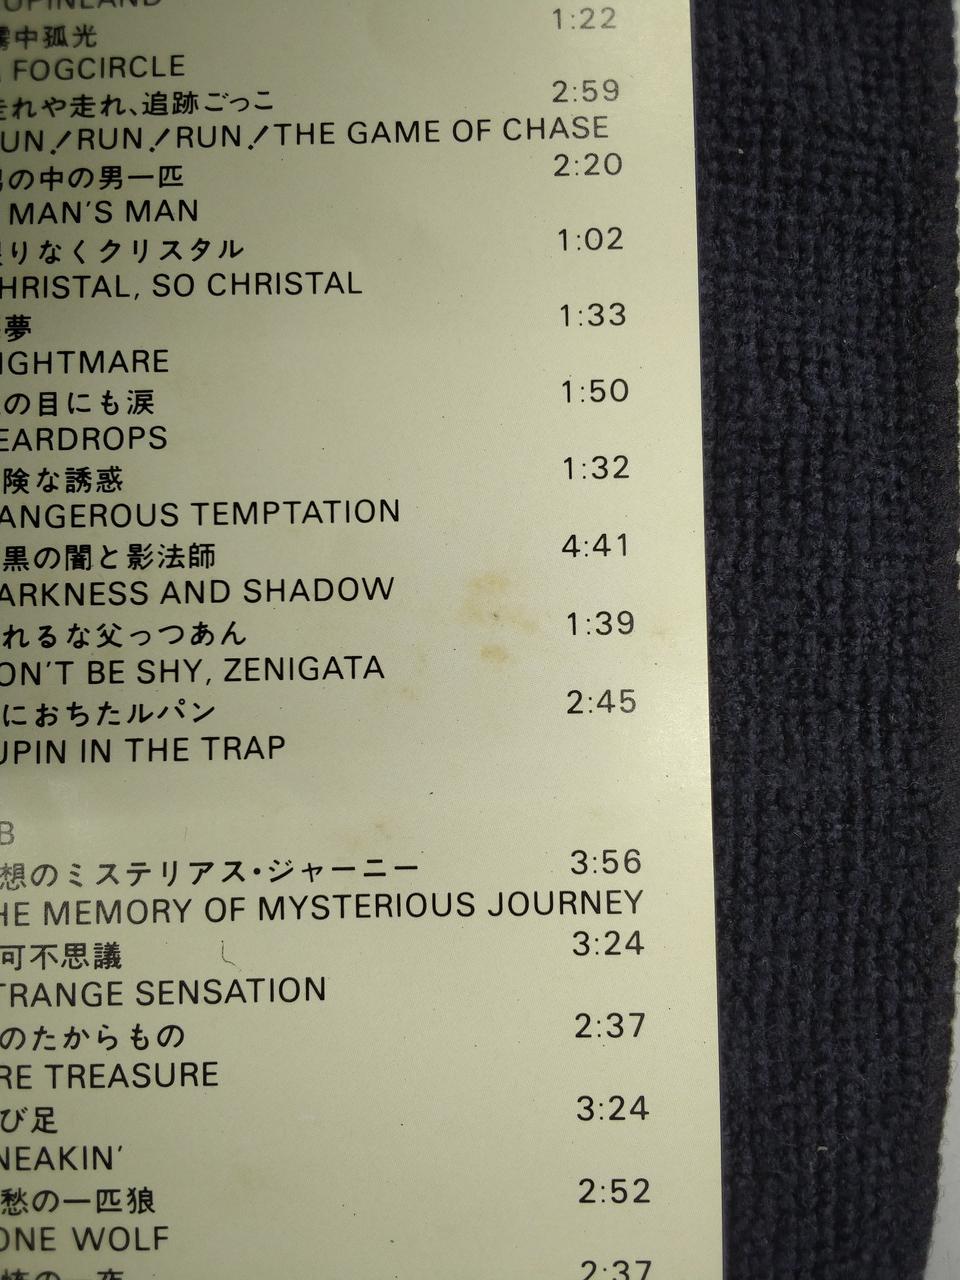 UPINLAND
1:22
霧中孤光
FOGCIRCLE
走れや走れ、追跡ごっこ 2:59
UN!RUN!RUN!THE GAME OF CHASE
男の中の男一匹 2:20
MAN'S MAN
限りなくクリスタル 1:02
HRISTAL, SO CHRISTAL
夢 1:33
IGHTMARE
の目にも涙 1:50
EARDROPS
険な誘惑 1:32
ANGEROUS TEMPTATION
黒の闇と影法師 4:41
ARKNESS AND SHADOW
れるな父っつあん 1:39
ON'T BE SHY, ZENIGATA
におちたルパン 2:45
UPIN IN THE TRAP
B
想のミステリアス・ジャーニー 3:56
HE MEMORY OF MYSTERIOUS JOURNEY
可不思議 3:24
TRANGE SENSATION
のたからもの 2:37
RE TREASURE
び足 3:24
NEAKIN'
愁の一匹狼 2:52
ONE WOLF
の一夜 2:37